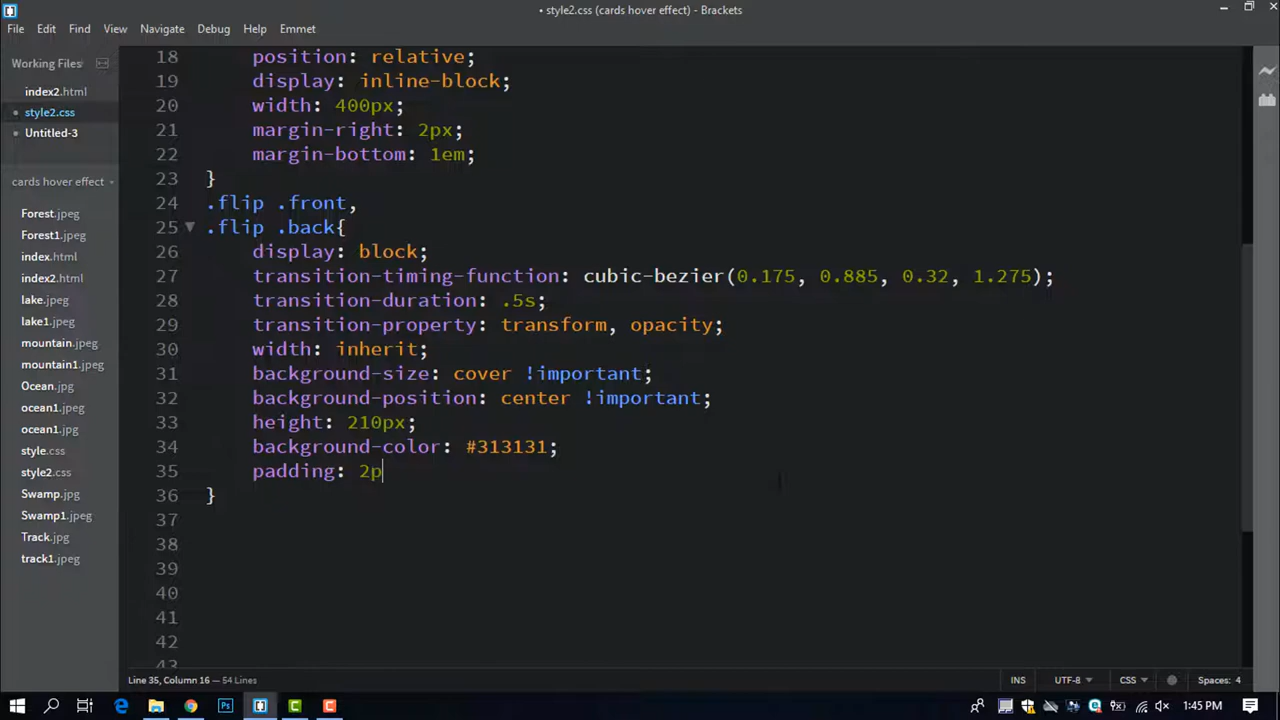 • style2.css (cards hover effect) - Brackets
File Edit Find View Navigate Debug Help Emmet
Working Files
index2.html
style2.css
Untitled-3
cards hover effect
Forest.jpeg
Forest1.jpeg
index.html
index2.html
lake.jpeg
lake1.jpeg
mountain.jpeg
mountain1.jpeg
Ocean.jpg
ocean1.jpeg
ocean1.jpg
style.css
style2.css
Swamp.jpg
Swamp1.jpeg
Track.jpg
track1.jpeg
18 position: relative;
19 display: inline-block;
20 width: 400px;
21 margin-right: 2px;
22 margin-bottom: 1em;
23 }
24 .flip .front,
25 .flip .back{
26 display: block;
27 transition-timing-function: cubic-bezier(0.175, 0.885, 0.32, 1.275);
28 transition-duration: .5s;
29 transition-property: transform, opacity;
30 width: inherit;
31 background-size: cover !important;
32 background-position: center !important;
33 height: 210px;
34 background-color: #313131;
35 padding: 2p
36 }
37
38
39
40
41
42
43
Line 35, Column 16 — 54 Lines
INS UTF-8 CSS Spaces: 4
1:45 PM